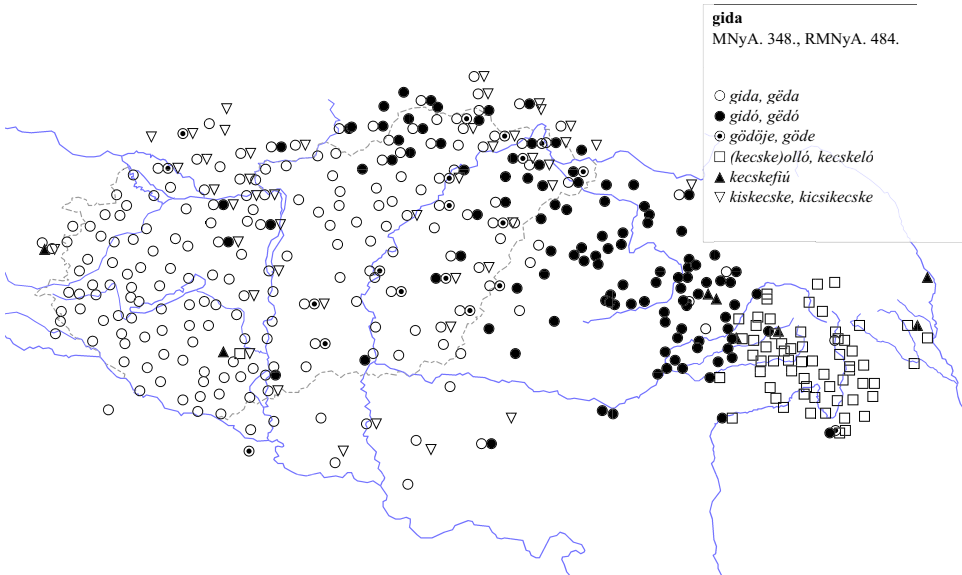 gida
MNyA. 348., RMNyA. 484.
gida, gëda
gidó, gëdó
gödöje, göde
(kecske)olló, kecskeló
kecskefiú
kiskecske, kicsikecske